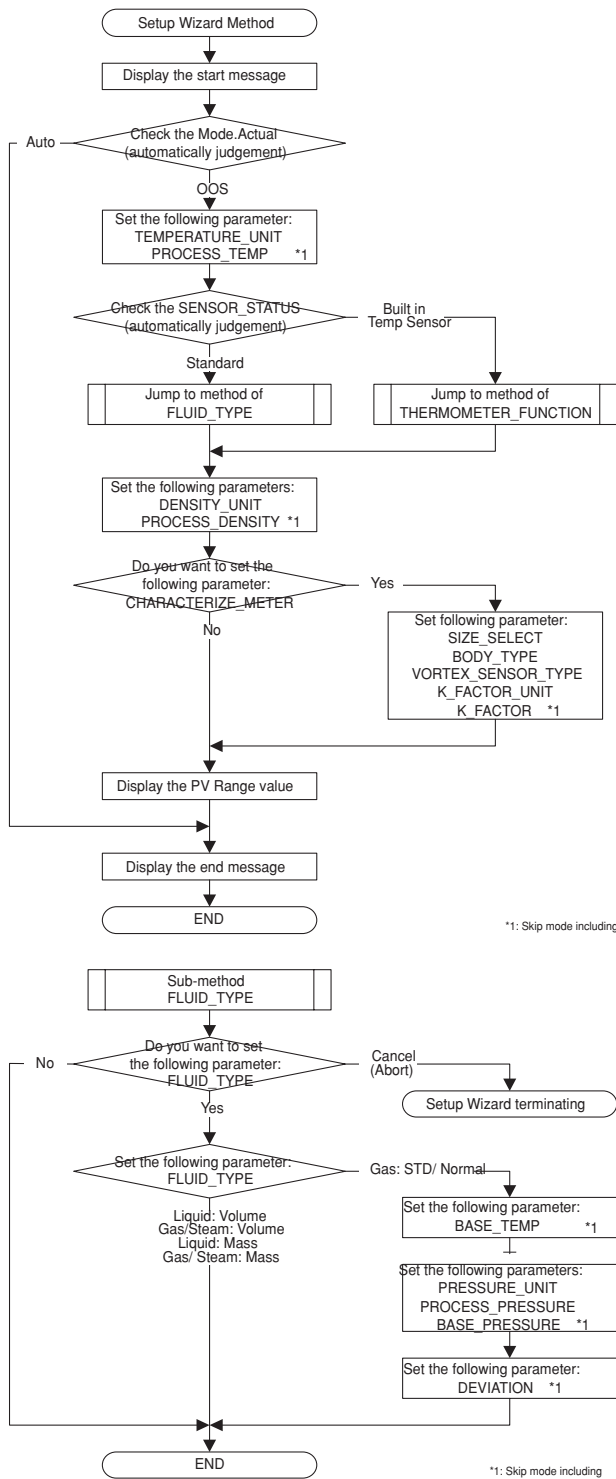 Setup Wizard Method
Display the start message
Check the Mode.Actual
(automatically judgement)
Auto
OOS
Set the following parameter:
TEMPERATURE_UNIT
PROCESS_TEMP *1
Check the SENSOR_STATUS
(automatically judgement)
Built in
Temp Sensor
Standard
Jump to method of
FLUID_TYPE
Jump to method of
THERMOMETER_FUNCTION
Set the following parameters:
DENSITY_UNIT
PROCESS_DENSITY *1
Do you want to set the
following parameter:
CHARACTERIZE_METER
Yes
No
Set following parameter:
SIZE_SELECT
BODY_TYPE
VORTEX_SENSOR_TYPE
K_FACTOR_UNIT
K_FACTOR *1
Display the PV Range value
Display the end message
END
*1: Skip mode including
Sub-method
FLUID_TYPE
Do you want to set
the following parameter:
FLUID_TYPE
No
Cancel
(Abort)
Setup Wizard terminating
Yes
Set the following parameter:
FLUID_TYPE
Gas: STD/ Normal
Liquid: Volume
Gas/Steam: Volume
Liquid: Mass
Gas/ Steam: Mass
Set the following parameter:
BASE_TEMP *1
Set the following parameters:
PRESSURE_UNIT
PROCESS_PRESSURE
BASE_PRESSURE *1
Set the following parameter:
DEVIATION *1
END
*1: Skip mode including